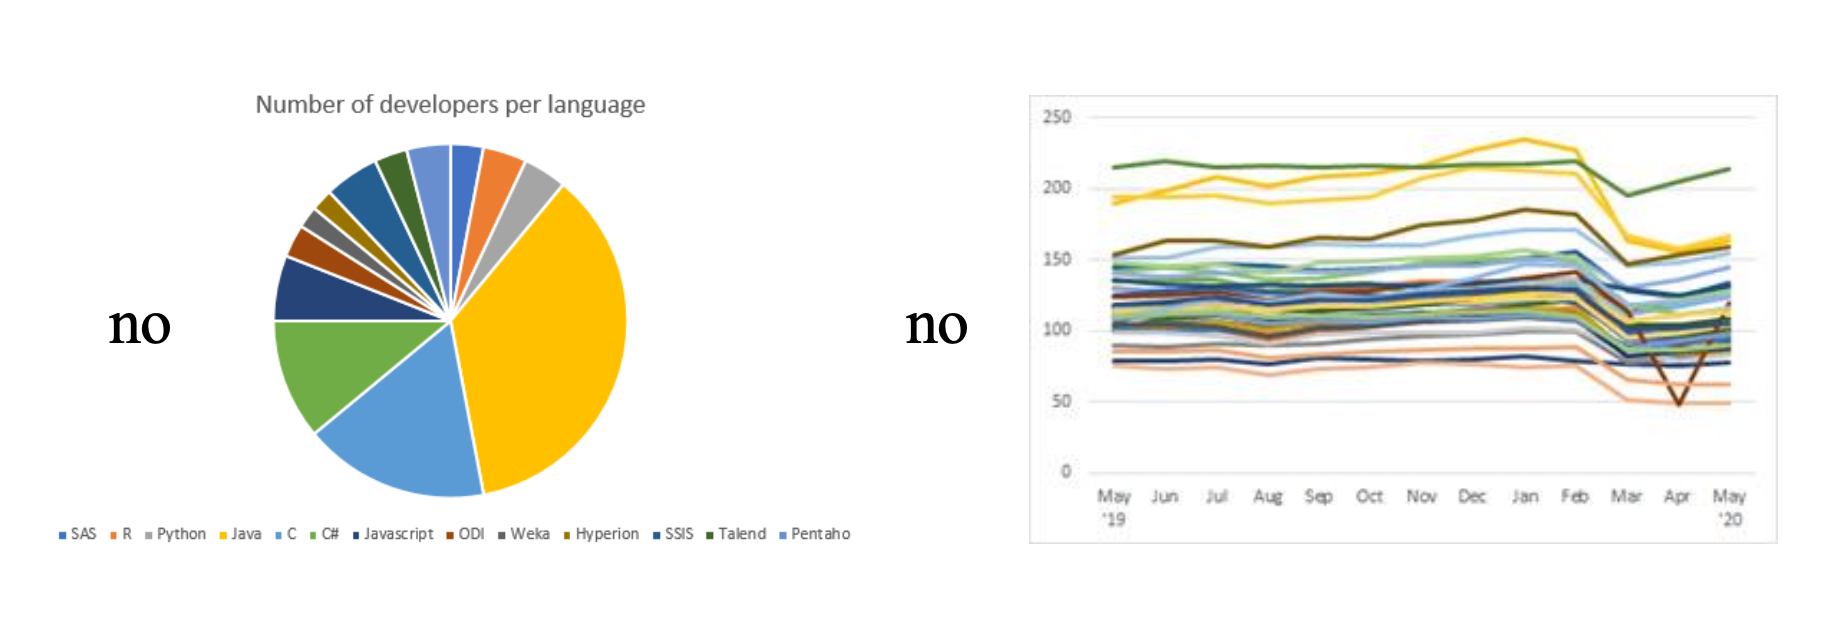 Number of developers per language
no
SAS R Python Java C C# Javascript ODI Weka Hyperion SSIS Talend Pentaho
no
250
200
150
100
50
0
May Jun Jul Aug Sep Oct Nov Dec Jan Feb Mar Apr May
'19 '20